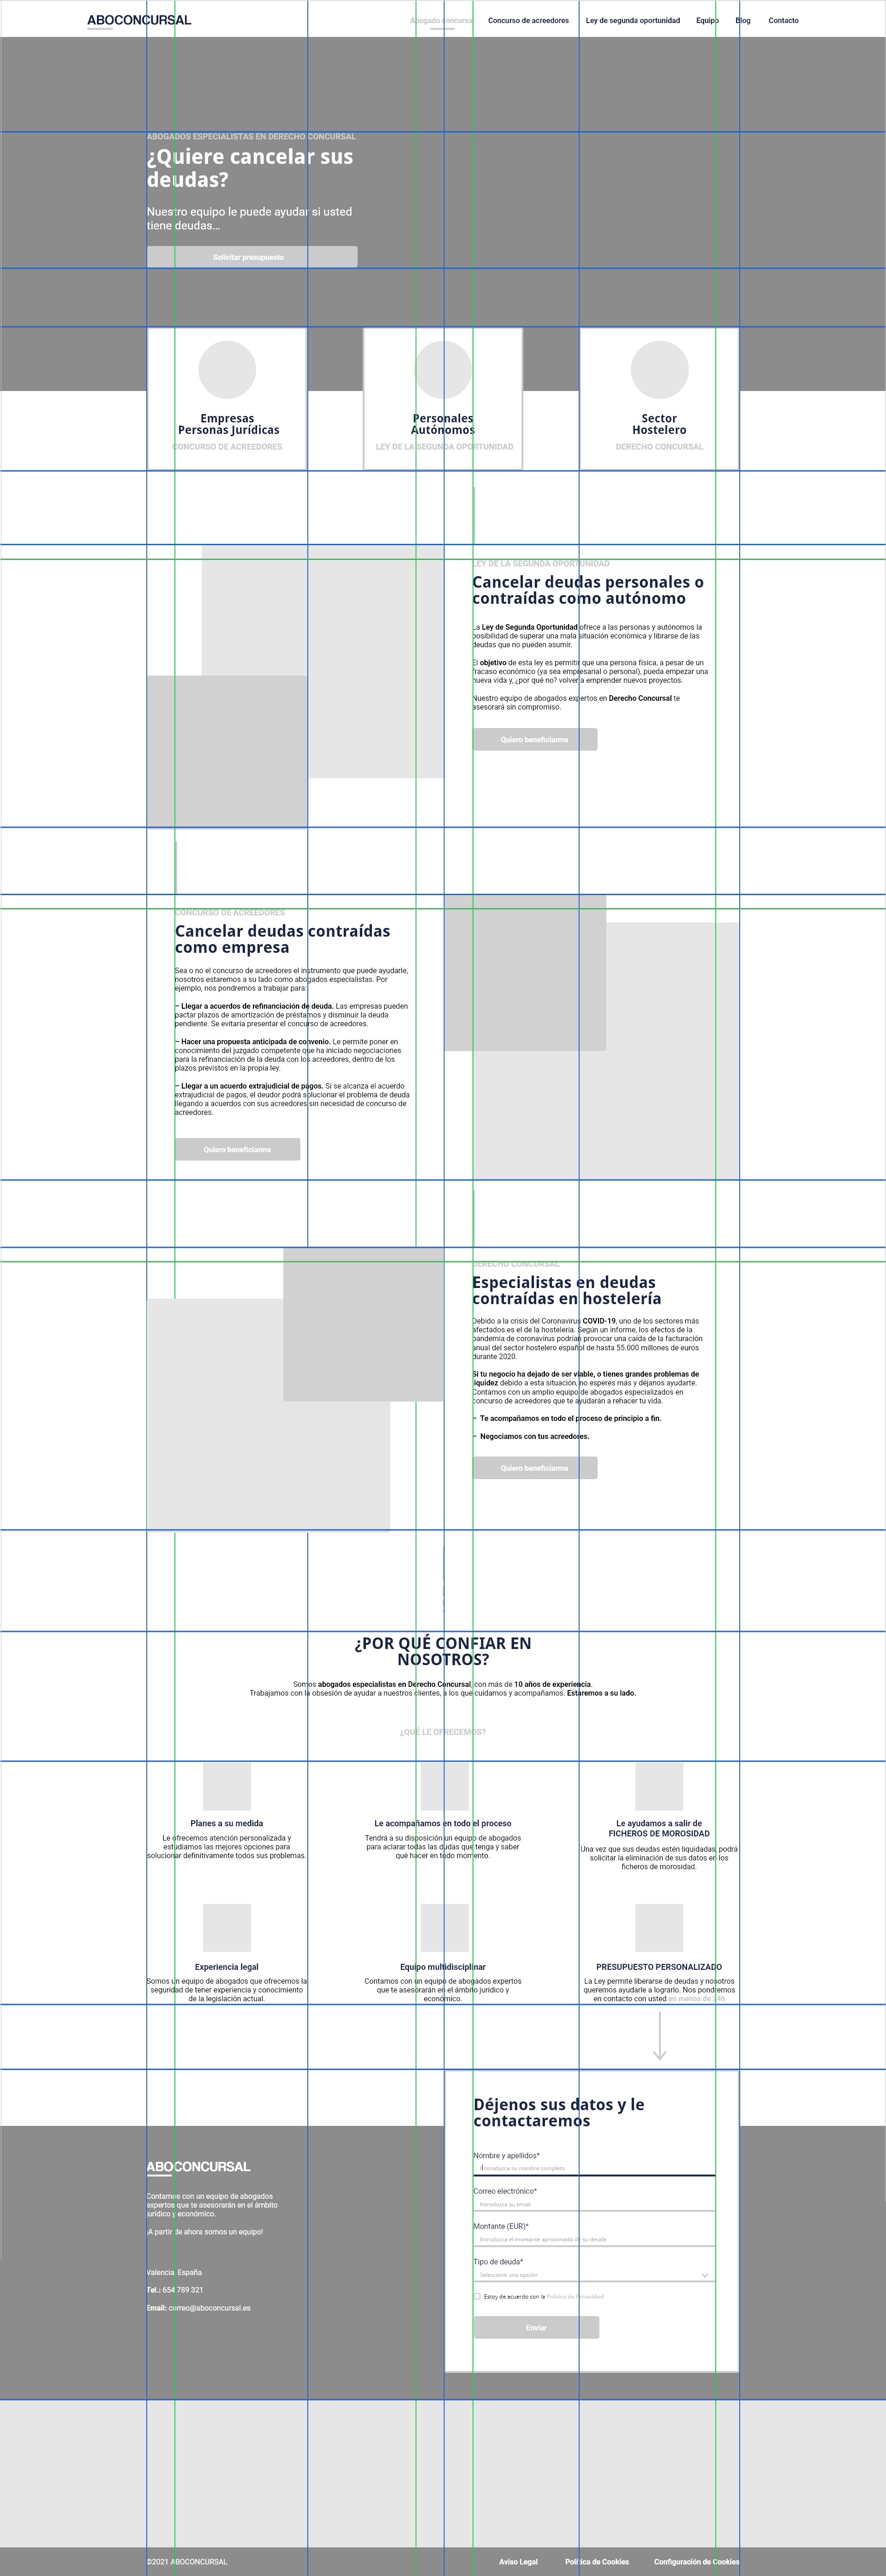 ABOCONCURSAL
Abogado concursal Concurso de acreedores Ley de segunda oportunidad Equipo Blog Contacto
ABOGADOS ESPECIALISTAS EN DERECHO CONCURSAL
¿Quiere cancelar sus
deudas?
Nuestro equipo le puede ayudar si usted
tiene deudas...
Solicitar presupuesto
Empresas
Personas Jurídicas
CONCURSO DE ACREEDORES
Personales
Autónomos
LEY DE LA SEGUNDA OPORTUNIDAD
Sector
Hostelero
DERECHO CONCURSAL
LEY DE LA SEGUNDA OPORTUNIDAD
Cancelar deudas personales o
contraídas como autónomo
La Ley de Segunda Oportunidad ofrece a las personas y autónomos la
posibilidad de superar una mala situación económica y librarse de las
deudas que no pueden asumir.
El objetivo de esta ley es permitir que una persona física, a pesar de un
fracaso económico (ya sea empresarial o personal), pueda empezar una
nueva vida y, ¿por qué no? volver a emprender nuevos proyectos.
Nuestro equipo de abogados expertos en Derecho Concursal te
asesorará sin compromiso.
Quiero beneficiarme
CONCURSO DE ACREEDORES
Cancelar deudas contraídas
como empresa
Sea o no el concurso de acreedores el instrumento que puede ayudarle,
nosotros estaremos a su lado como abogados especialistas. Por
ejemplo, nos pondremos a trabajar para:
– Llegar a acuerdos de refinanciación de deuda. Las empresas pueden
pactar plazos de amortización de préstamos y disminuir la deuda
pendiente. Se evitaría presentar el concurso de acreedores.
– Hacer una propuesta anticipada de convenio. Le permite poner en
conocimiento del juzgado competente que ha iniciado negociaciones
para la refinanciación de la deuda con los acreedores, dentro de los
plazos previstos en la propia ley.
– Llegar a un acuerdo extrajudicial de pagos. Si se alcanza el acuerdo
extrajudicial de pagos, el deudor podrá solucionar el problema de deuda
llegando a acuerdos con sus acreedores sin necesidad de concurso de
acreedores.
Quiero beneficiarme
DERECHO CONCURSAL
Especialistas en deudas
contraídas en hostelería
Debido a la crisis del Coronavirus COVID-19, uno de los sectores más
afectados es el de la hostelería. Según un informe, los efectos de la
pandemia de coronavirus podrían provocar una caída de la facturación
anual del sector hostelero español de hasta 55.000 millones de euros
durante 2020.
Si tu negocio ha dejado de ser viable, o tienes grandes problemas de
liquidez debido a esta situación, no esperes más y déjanos ayudarte.
Contamos con un amplio equipo de abogados especializados en
concurso de acreedores que te ayudarán a rehacer tu vida.
– Te acompañamos en todo el proceso de principio a fin.
– Negociamos con tus acreedores.
Quiero beneficiarme
¿POR QUÉ CONFIAR EN
NOSOTROS?
Somos abogados especialistas en Derecho Concursal, con más de 10 años de experiencia.
Trabajamos con la obsesión de ayudar a nuestros clientes, a los que cuidamos y acompañamos. Estaremos a su lado.
¿QUÉ LE OFRECEMOS?
Planes a su medida
Le ofrecemos atención personalizada y
estudiamos las mejores opciones para
solucionar definitivamente todos sus problemas.
Le acompañamos en todo el proceso
Tendrá a su disposición un equipo de abogados
para aclarar todas las dudas que tenga y saber
qué hacer en todo momento.
Le ayudamos a salir de
FICHEROS DE MOROSIDAD
Una vez que sus deudas estén liquidadas, podrá
solicitar la eliminación de sus datos en los
ficheros de morosidad.
Experiencia legal
Somos un equipo de abogados que ofrecemos la
seguridad de tener experiencia y conocimiento
de la legislación actual.
Equipo multidisciplinar
Contamos con un equipo de abogados expertos
que te asesorarán en el ámbito jurídico y
económico.
PRESUPUESTO PERSONALIZADO
La Ley permite liberarse de deudas y nosotros
queremos ayudarle a lograrlo. Nos pondremos
en contacto con usted en menos de 24h
Déjenos sus datos y le
contactaremos
Nombre y apellidos*
Introduzca su nombre completo
Correo electrónico*
Introduzca su email
Montante (EUR)*
Introduzca el montante aproximado de su deuda
Tipo de deuda*
Seleccione una opción
Estoy de acuerdo con la Política de Privacidad
Enviar
ABOCONCURSAL
Contamos con un equipo de abogados
expertos que te asesorarán en el ámbito
jurídico y económico.
¡A partir de ahora somos un equipo!
Valencia, España
Tel.: 654 789 321
Email: correo@aboconcursal.es
©2021 ABOCONCURSAL
Aviso Legal Política de Cookies Configuración de Cookies